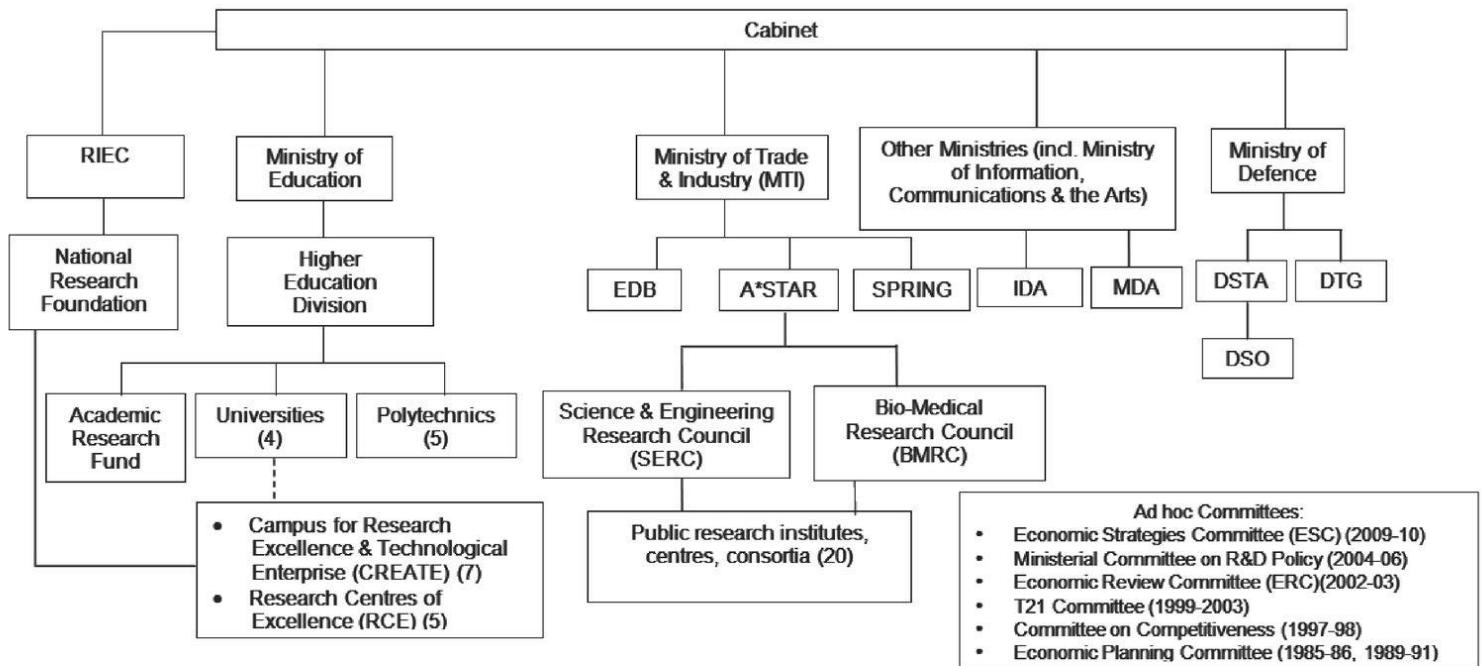 Cabinet
RIEC
Ministry of
Education
Ministry of Trade
& Industry (MTI)
Other Ministries (incl. Ministry
of Information,
Communications & the Arts)
Ministry of
Defence
National
Research
Foundation
Higher
Education
Division
EDB
A*STAR
SPRING
IDA
MDA
DSTA
DTG
DSO
Academic
Research
Fund
Universities
(4)
Polytechnics
(5)
Science & Engineering
Research Council
(SERC)
Bio-Medical
Research Council
(BMRC)
• Campus for Research
Excellence & Technological
Enterprise (CREATE) (7)
• Research Centres of
Excellence (RCE) (5)
Public research institutes,
centres, consortia (20)
Ad hoc Committees:
• Economic Strategies Committee (ESC) (2009-10)
• Ministerial Committee on R&D Policy (2004-06)
• Economic Review Committee (ERC)(2002-03)
• T21 Committee (1999-2003)
• Committee on Competitiveness (1997-98)
• Economic Planning Committee (1985-86, 1989-91)